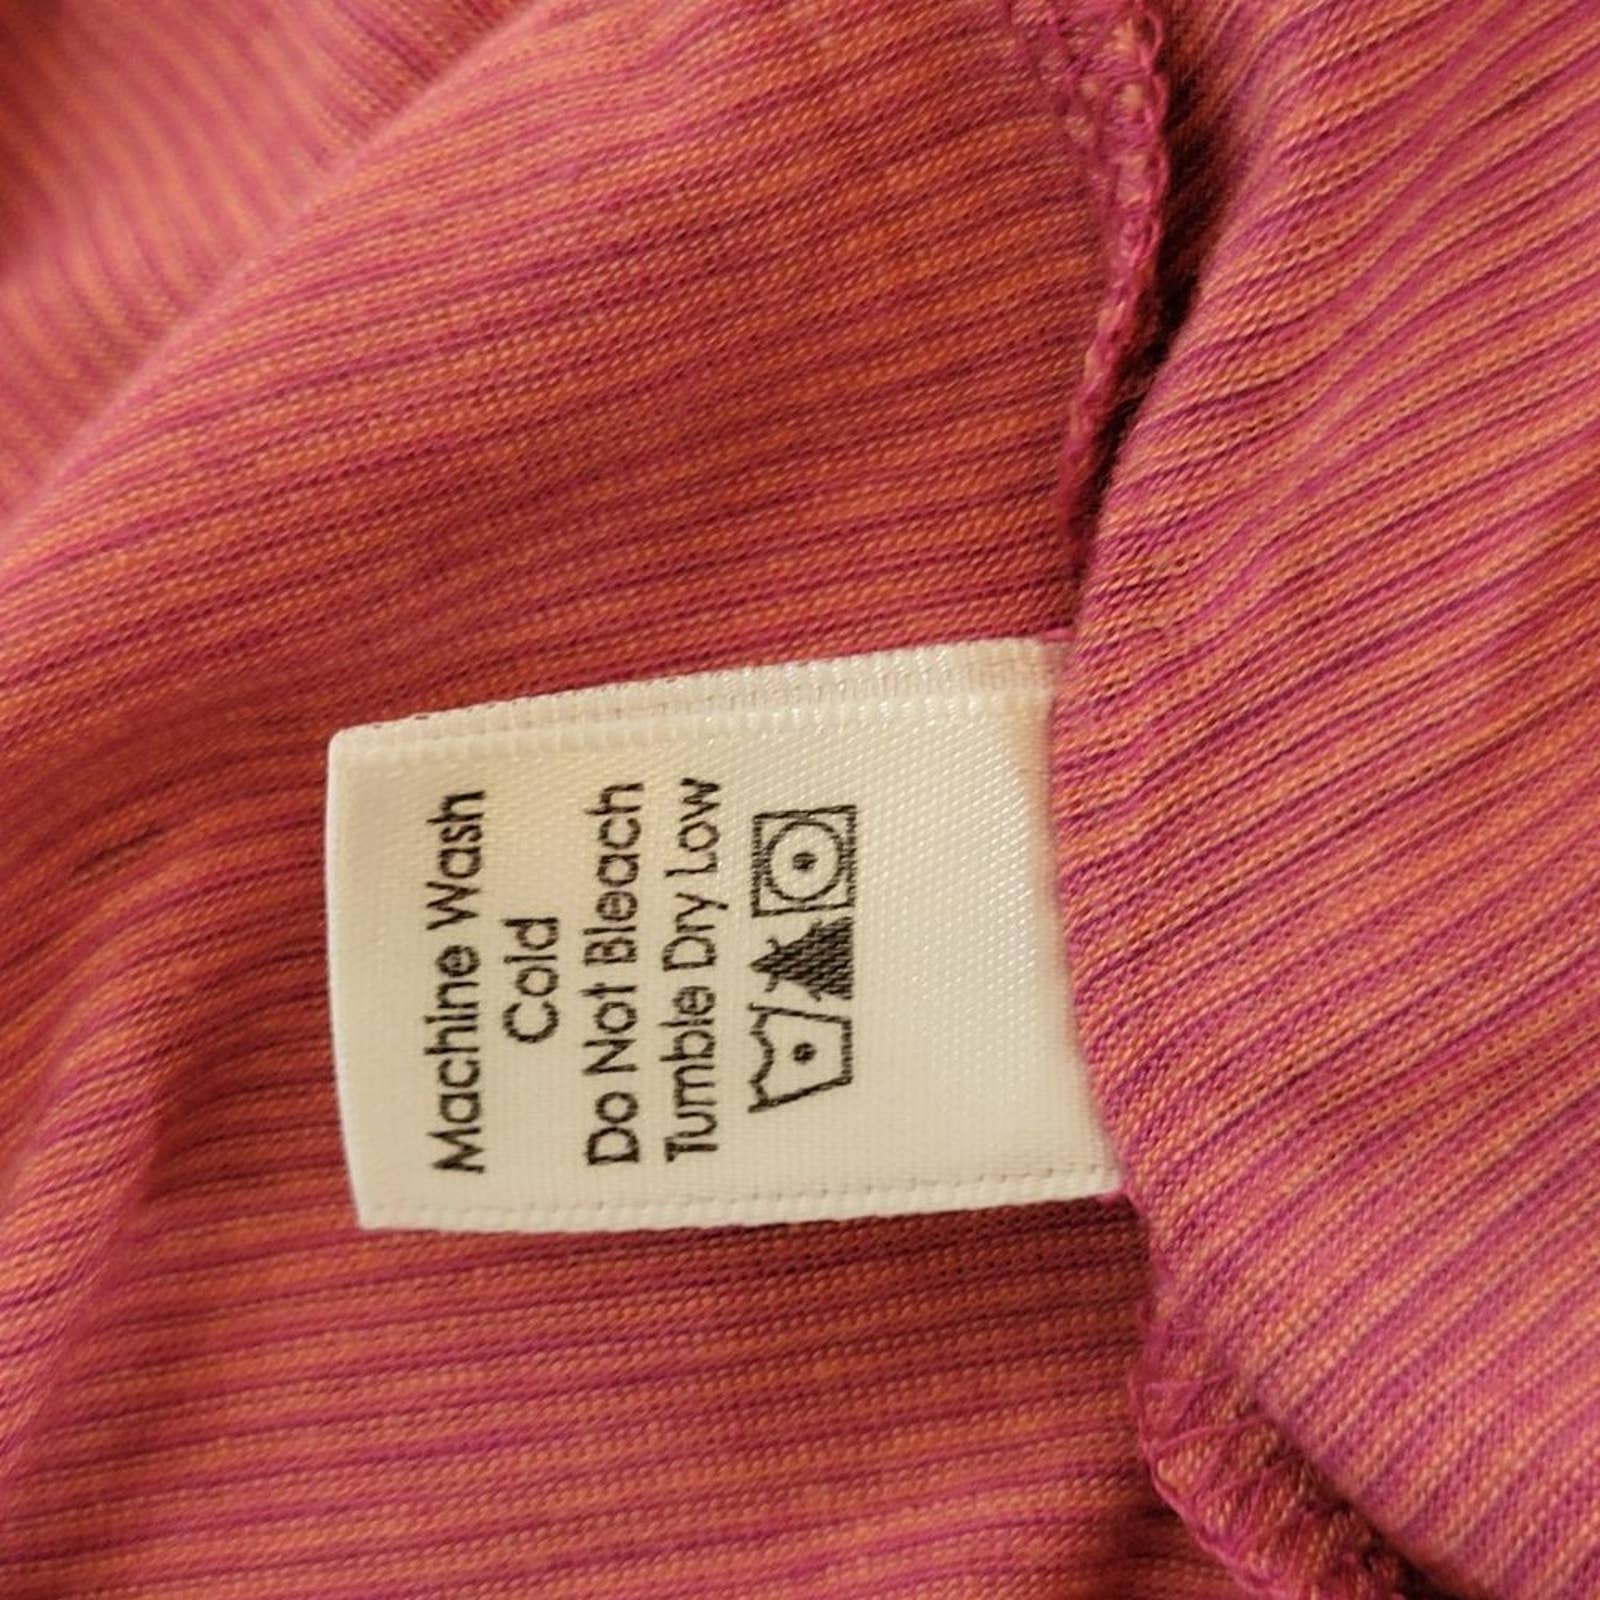 Machine Wash
Cold
Do Not Bleach
Tumble Dry Low